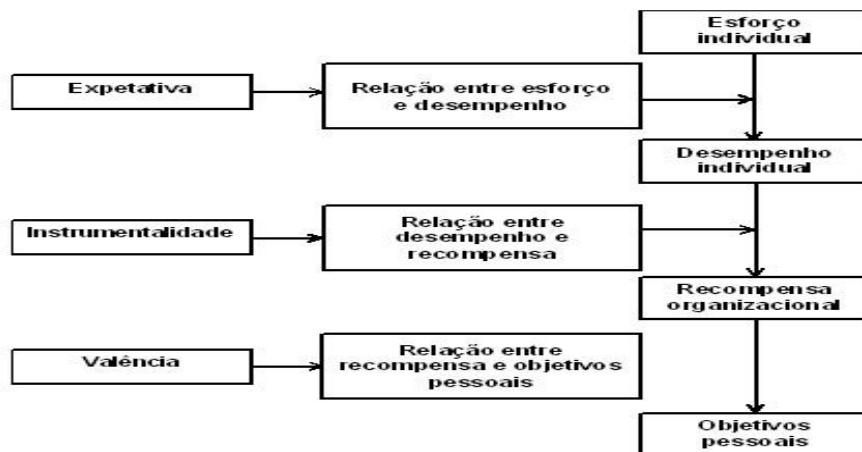 Esforço
individual
Expetativa
Relação entre esforço
e desempenho
Desempenho
individual
Instrumentalidade
Relação entre
desempenho e
recompensa
Recompensa
organizacional
Valência
Relação entre
recompensa e objetivos
pessoais
Objetivos
pessoais